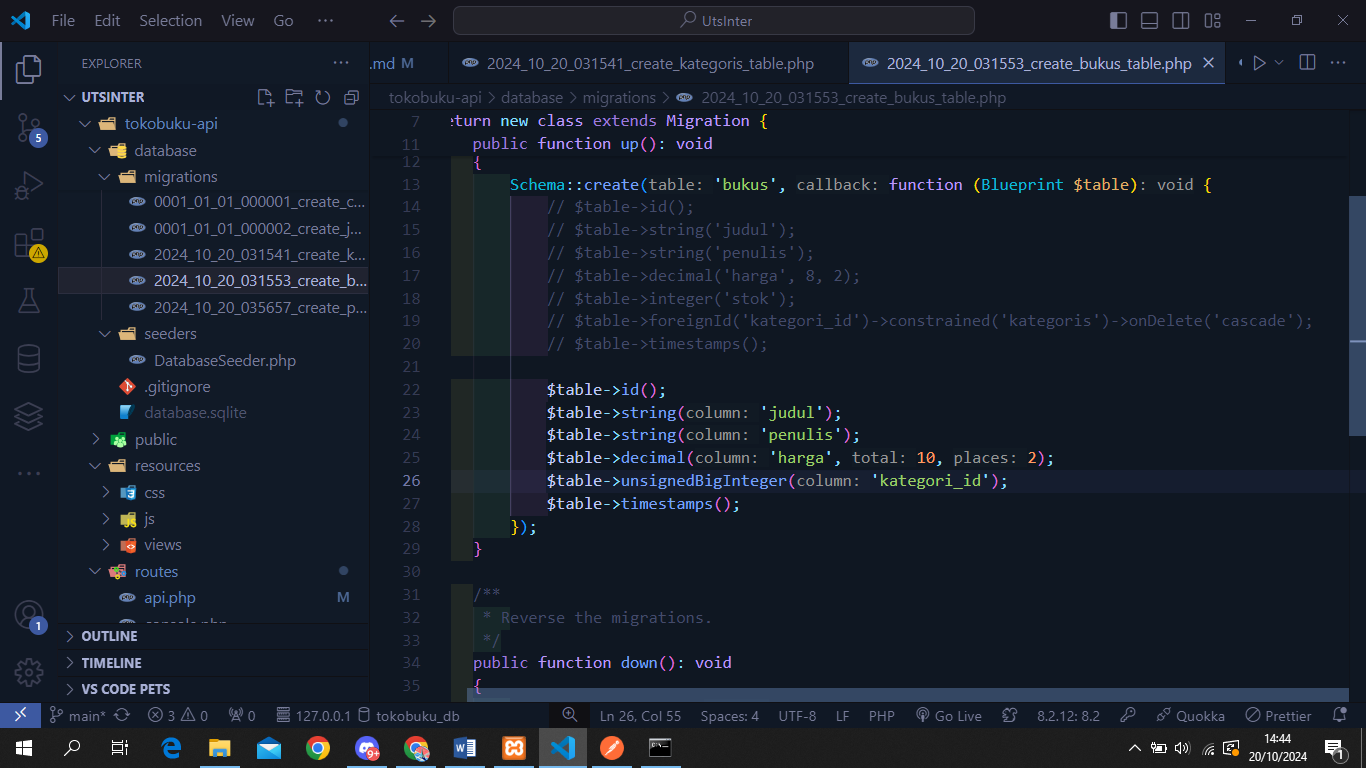 File Edit Selection View Go ··· UtsInter
EXPLORER ···
UTSINTER
tokobuku-api
database
migrations
0001_01_01_000001_create_c...
0001_01_01_000002_create_j...
2024_10_20_031541_create_k...
2024_10_20_031553_create_b...
2024_10_20_035657_create_p...
seeders
DatabaseSeeder.php
.gitignore
database.sqlite
public
resources
css
js
views
routes
api.php M
OUTLINE
TIMELINE
VS CODE PETS
5
1
.md M 2024_10_20_031541_create_kategoris_table.php 2024_10_20_031553_create_bukus_table.php
tokobuku-api > database > migrations > 2024_10_20_031553_create_bukus_table.php
7 eturn new class extends Migration {
11 public function up(): void
12 {
13 Schema::create(table: 'bukus', callback: function (Blueprint $table): void {
14 // $table->id();
15 // $table->string('judul');
16 // $table->string('penulis');
17 // $table->decimal('harga', 8, 2);
18 // $table->integer('stok');
19 // $table->foreignId('kategori_id')->constrained('kategoris')->onDelete('cascade');
20 // $table->timestamps();
21
22 $table->id();
23 $table->string(column: 'judul');
24 $table->string(column: 'penulis');
25 $table->decimal(column: 'harga', total: 10, places: 2);
26 $table->unsignedBigInteger(column: 'kategori_id');
27 $table->timestamps();
28 });
29 }
30
31 /**
32 * Reverse the migrations.
33 */
34 public function down(): void
35 {
main* 3 0 0 127.0.0.1 tokobuku_db Ln 26, Col 55 Spaces: 4 UTF-8 LF PHP Go Live 8.2.12: 8.2 Quokka Prettier
9+
14:44
20/10/2024
1